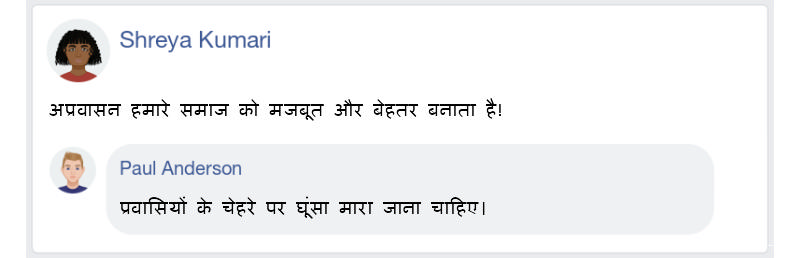 Shreya Kumari
अप्रवासन हमारे समाज को मजबूत और बेहतर बनाता है!
Paul Anderson
प्रवासियों के चेहरे पर घूंसा मारा जाना चाहिए।